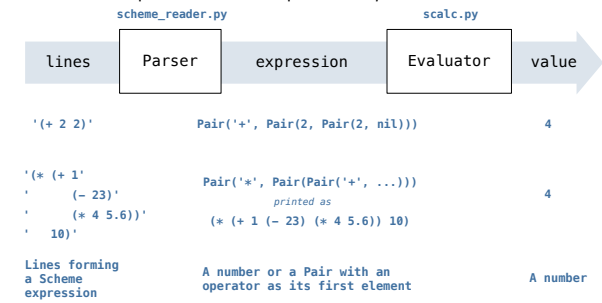 scheme_reader.py scalc.py
lines Parser expression Evaluator value
'(+ 2 2)' Pair('+', Pair(2, Pair(2, nil))) 4
'(* (+ 1'
' (- 23)'
' (* 4 5.6))'
' 10)'
Pair('*', Pair(Pair('+', ...)))
printed as
(* (+ 1 (- 23) (* 4 5.6)) 10)
4
Lines forming
a Scheme
expression
A number or a Pair with an
operator as its first element
A number